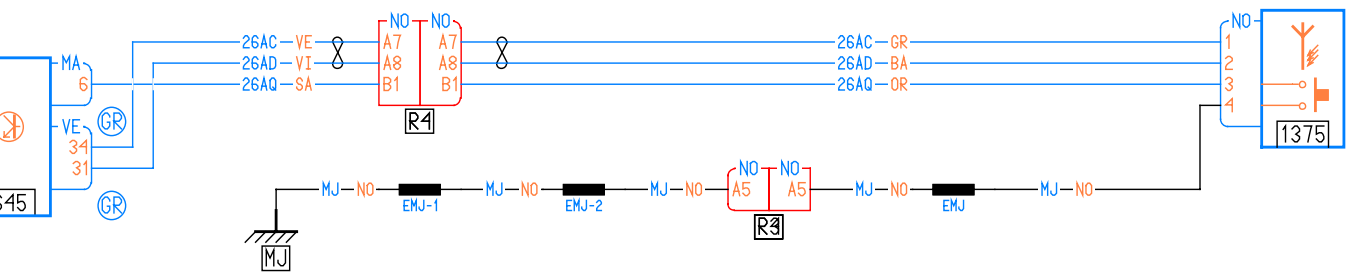 NO NO NO
26AC VE A7 A7 26AC GR 1
MA 26AD VI A8 A8 26AD BA 2
6 26AQ SA B1 B1 26AQ OR 3
4
GR R4
VE 1375
34
31 NO NO
MJ NO MJ NO MJ NO A5 A5 MJ NO MJ NO
645 GR EMJ-1 EMJ-2 EMJ
MJ